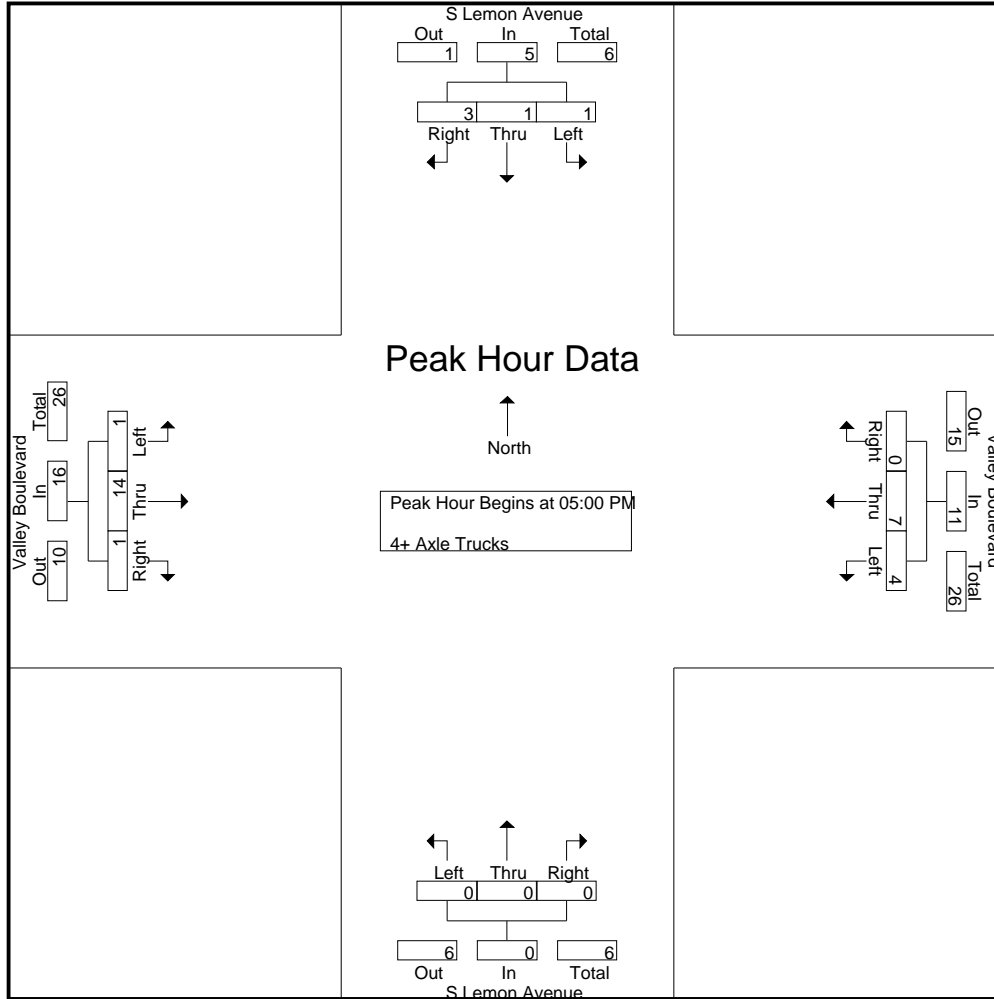 S Lemon Avenue
Out In Total
1 5 6
3 1 1
Right Thru Left
Peak Hour Data
North
Peak Hour Begins at 05:00 PM
4+ Axle Trucks
Valley Boulevard
Out In Total
10 16 26
Right Thru Left
1 14 1
Valley Boulevard
Out In Total
15 11 26
Right Thru Left
0 7 4
Left Thru Right
0 0 0
6 0 6
Out In Total
S Lemon Avenue